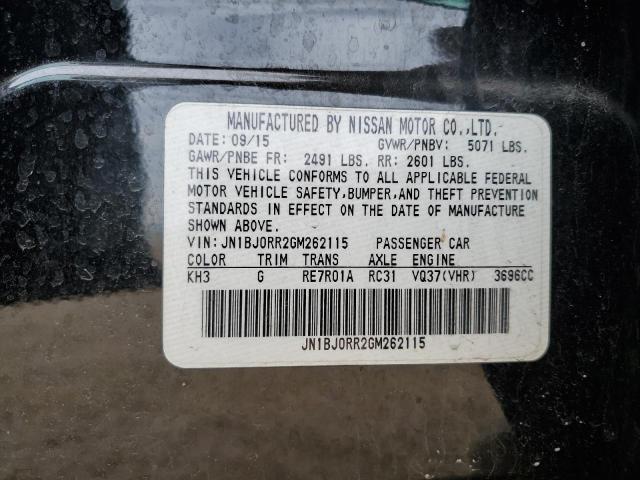 MANUFACTURED BY NISSAN MOTOR CO.,LTD.
DATE: 09/15 GVWR/PNBV: 5071 LBS.
GAWR/PNBE FR: 2491 LBS. RR: 2601 LBS.
THIS VEHICLE CONFORMS TO ALL APPLICABLE FEDERAL
MOTOR VEHICLE SAFETY,BUMPER,AND THEFT PREVENTION
STANDARDS IN EFFECT ON THE DATE OF MANUFACTURE
SHOWN ABOVE.
VIN: JN1BJ0RR2GM262115 PASSENGER CAR
COLOR TRIM TRANS AXLE ENGINE
KH3 G RE7R01A RC31 VQ37(VHR) 3696CC
JN1BJ0RR2GM262115